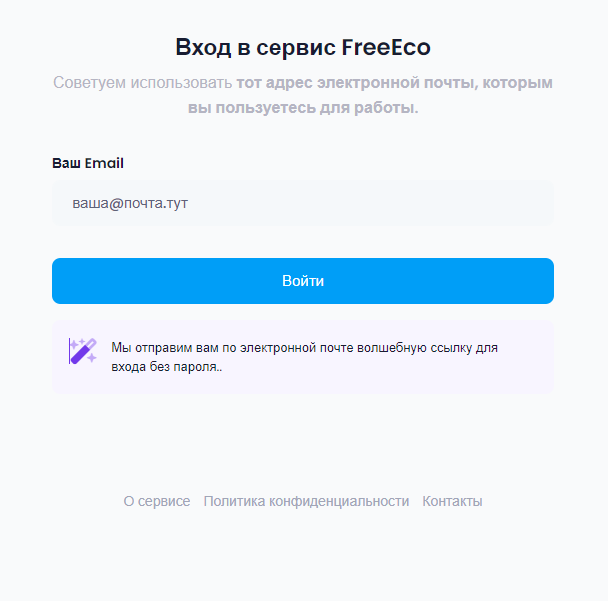 Вход в сервис FreeEco
Советуем использовать тот адрес электронной почты, которым
вы пользуетесь для работы.
Ваш Email
ваша@почта.тут
Войти
Мы отправим вам по электронной почте волшебную ссылку для
входа без пароля..
О сервисе Политика конфиденциальности Контакты